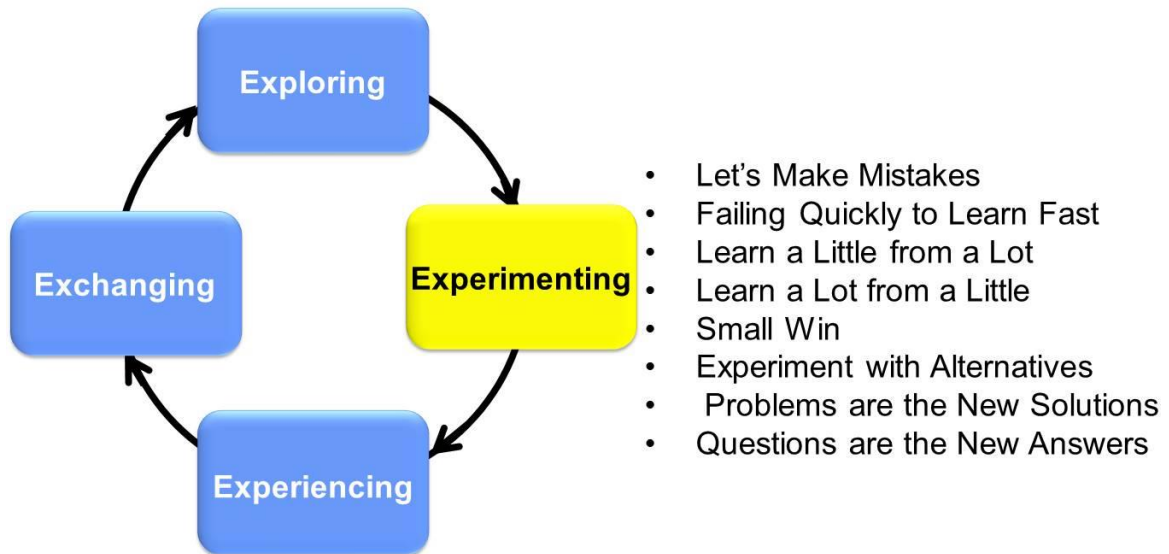 Exploring
Exchanging
Experimenting
Experiencing
• Let's Make Mistakes
• Failing Quickly to Learn Fast
• Learn a Little from a Lot
• Learn a Lot from a Little
• Small Win
• Experiment with Alternatives
• Problems are the New Solutions
• Questions are the New Answers